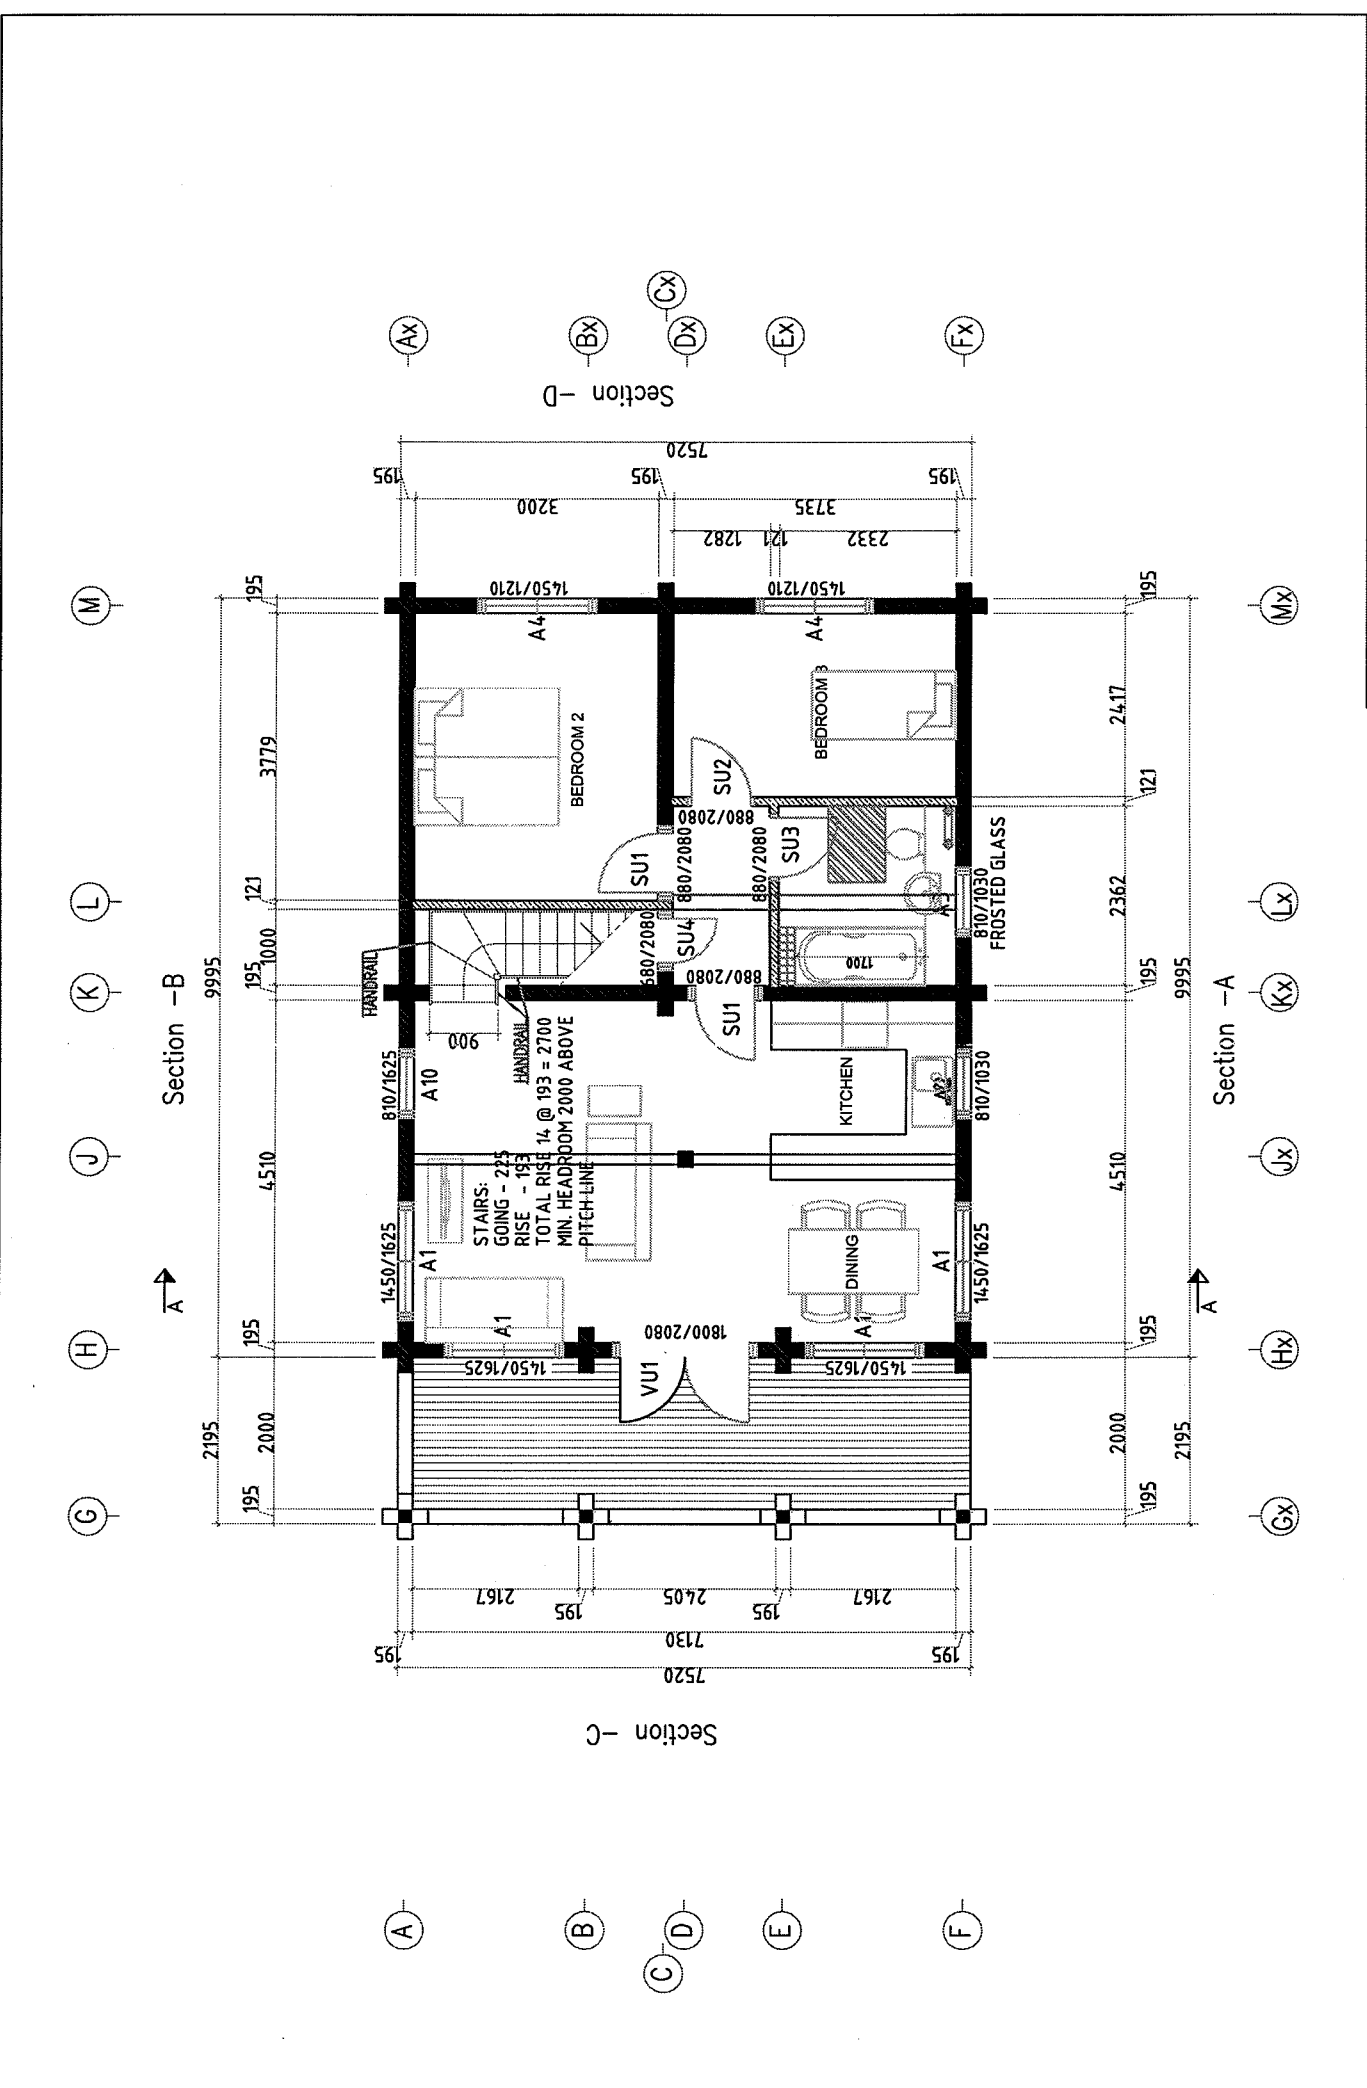 Ax
Bx
Cx
Dx
Ex
Fx
Section -D
7520
195
195
195
3200
3735
1282
121
2332
M
195
1450/1210
1450/1210
195
Mx
A4
A4
BEDROOM 2
BEDROOM 3
3779
2417
SU2
880/2080
121
SU1
880/2080
880/2080
SU3
L
121
Lx
810/1030
FROSTED GLASS
2362
1000
HANDRAIL
680/2080
SU4
1700
K
195
9995
880/2080
195
9995
Kx
Section -B
Section -A
900
HANDRAIL
SU1
810/1625
A10
KITCHEN
810/1030
STAIRS:
GOING - 225
RISE - 193
TOTAL RISE 14 @ 193 = 2700
MIN. HEADROOM 2000 ABOVE
PITCH LINE
J
4510
4510
Jx
1450/1625
A1
DINING
A1
1450/1625
A
A
H
195
A1
1800/2080
A1
195
Hx
1450/1625
VU1
1450/1625
2195
2000
2000
2195
G
195
195
Gx
2167
195
2405
195
2167
195
7130
195
7520
Section -C
A
B
C
D
E
F